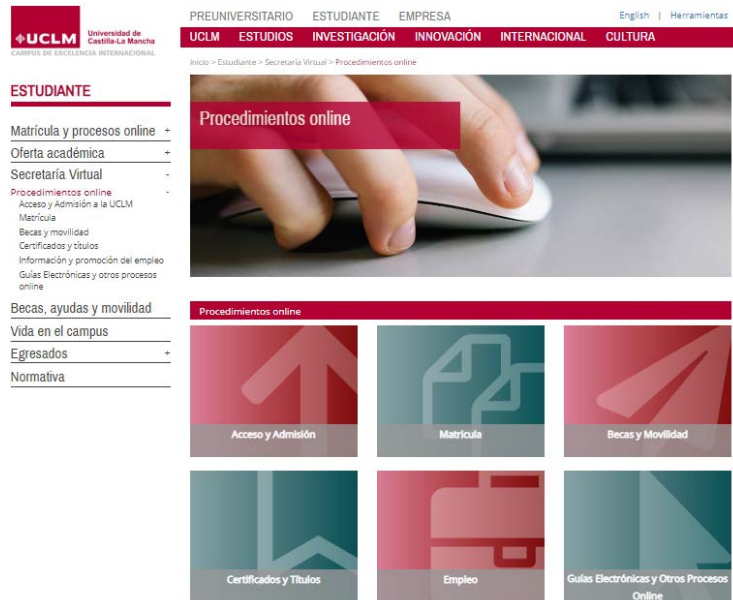 PREUNIVERSITARIO ESTUDIANTE EMPRESA
English | Herramientas
UCLM
Universidad de
Castilla-La Mancha
CAMPUS DE EXCELENCIA INTERNACIONAL
UCLM ESTUDIOS INVESTIGACIÓN INNOVACIÓN INTERNACIONAL CULTURA
Inicio > Estudiante > Secretaría Virtual > Procedimientos online
ESTUDIANTE
Matrícula y procesos online +
Oferta académica +
Secretaría Virtual -
Procedimientos online -
Acceso y Admisión a la UCLM
Matrícula
Becas y movilidad
Certificados y títulos
Información y promoción del empleo
Guías Electrónicas y otros procesos
online
Becas, ayudas y movilidad
Vida en el campus
Egresados +
Normativa
Procedimientos online
Procedimientos online
Acceso y Admisión
Matrícula
Becas y Movilidad
Certificados y Títulos
Empleo
Guías Electrónicas y Otros Procesos
Online